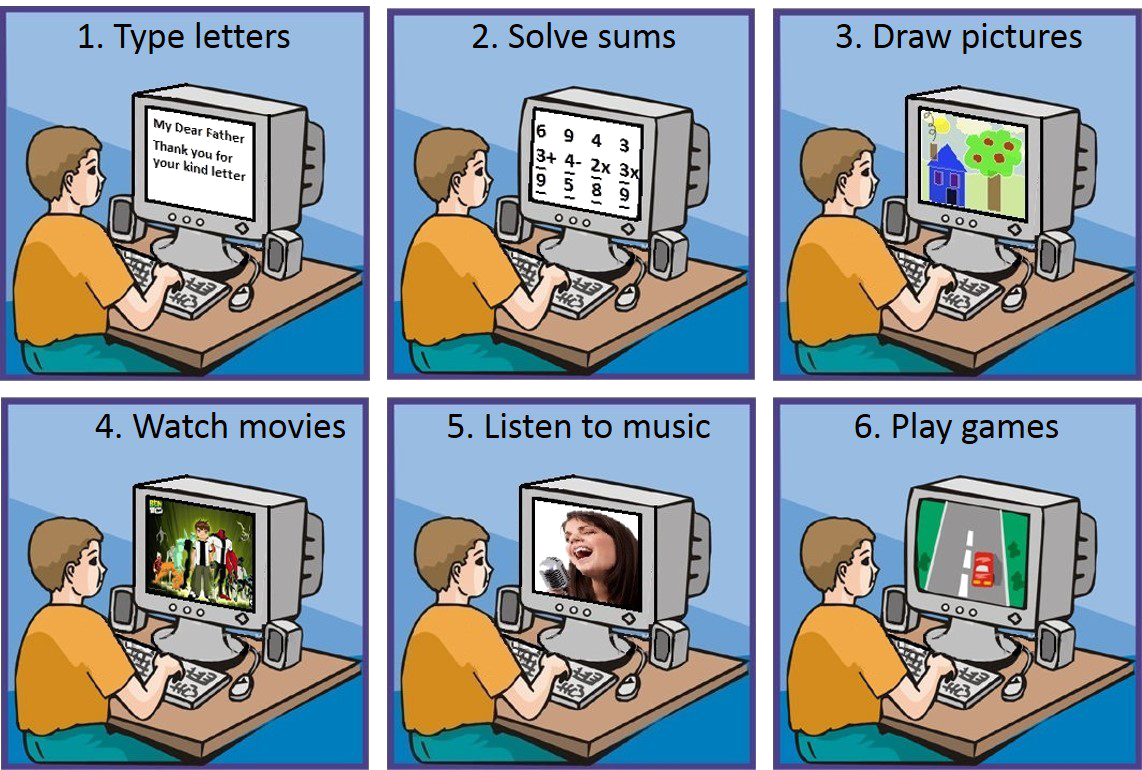 1. Type letters
My Dear Father
Thank you for
your kind letter
2. Solve sums
6 9 4 3
3+ 4- 2x 3x
9 5 8 9
3. Draw pictures
4. Watch movies
BEN
10
5. Listen to music
6. Play games